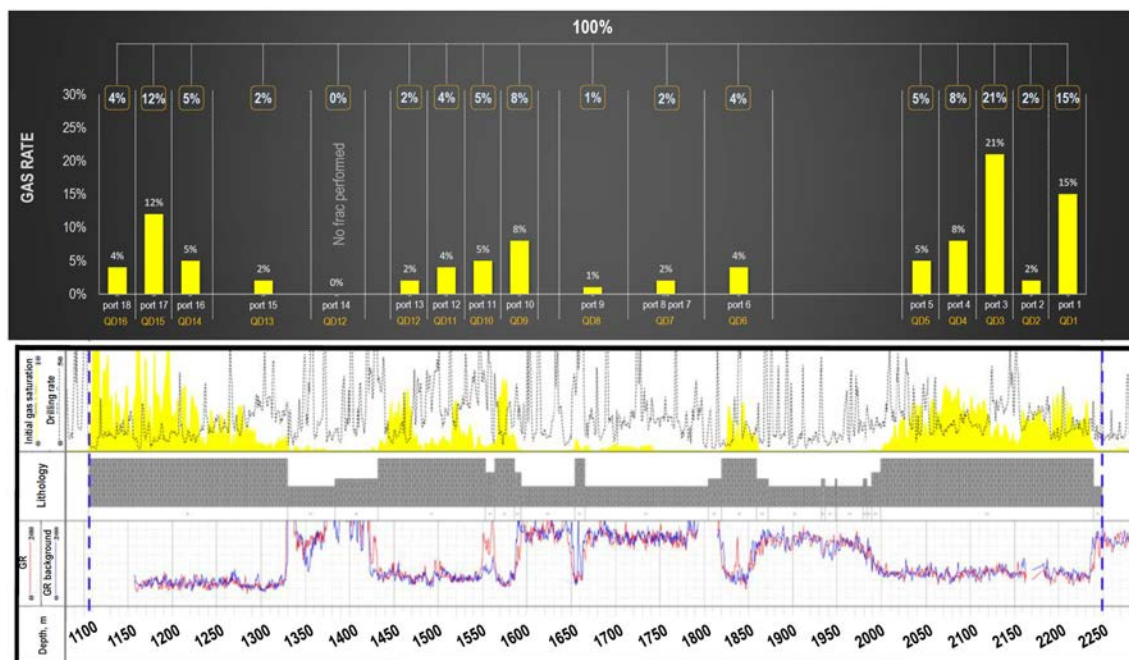 100%
4% 12% 5% 2% 0% 2% 4% 5% 8% 1% 2% 4% 5% 8% 21% 2% 15%
GAS RATE
30%
25%
20%
15%
10%
5%
0%
No frac performed
4% 12% 5% 2% 0% 2% 4% 5% 8% 1% 2% 4% 5% 8% 21% 2% 15%
port 18 port 17 port 16 port 15 port 14 port 13 port 12 port 11 port 10 port 9 port 8 port 7 port 6 port 5 port 4 port 3 port 2 port 1
QD16 QD15 QD14 QD13 QD12 QD12 QD11 QD10 QD9 QD8 QD7 QD6 QD5 QD4 QD3 QD2 QD1
Initial gas saturation
Drilling rate
Lithology
GR
GR background
Depth, m
1100 1150 1200 1250 1300 1350 1400 1450 1500 1550 1600 1650 1700 1750 1800 1850 1900 1950 2000 2050 2100 2150 2200 2250